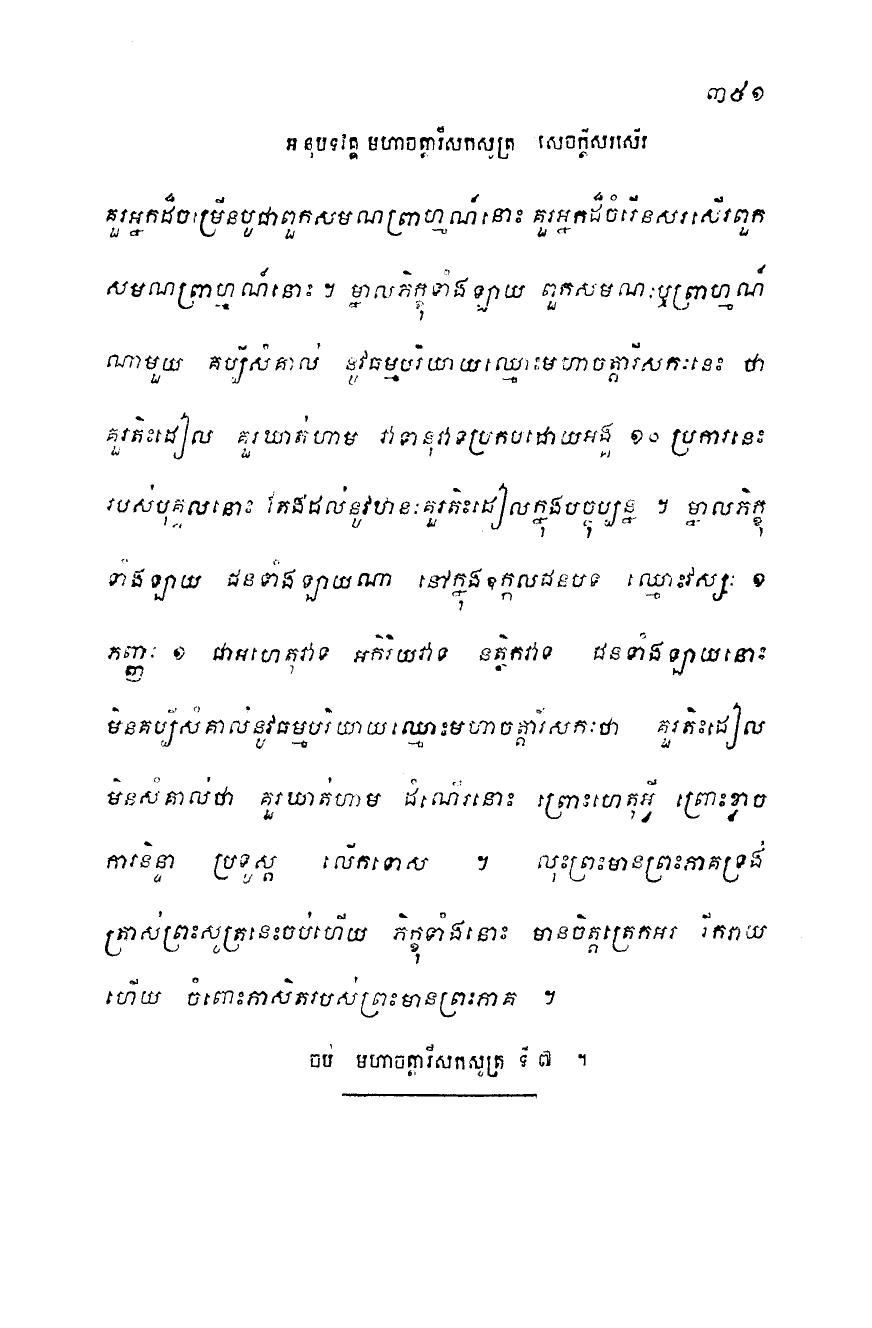 ៣៥១
អនុបទវគ្គ មហាចត្តារីសកសូត្រ សេចក្តីសរសើរ
គួរអ្នកដ៏ចម្រើនបូជាពួកសមណព្រាហ្មណ៍នោះ គួរអ្នកដ៏ចំរើនសរសើរពួក
សមណព្រាហ្មណ៍នោះ ។ ម្នាលភិក្ខុទាំងឡាយ ពួកសមណៈឬព្រាហ្មណ៍
ណាមួយ គប្បីសំគាល់ នូវធម្មបរិយាយឈ្មោះមហាចត្តារីសកៈនេះ ថា
គួរតិះដៀល គួរឃាត់ហាម វាទានុវាទប្រកបដោយអង្គ ១០ ប្រការនេះ
របស់បុគ្គលនោះ តែងដល់នូវឋានៈគួរតិះដៀលក្នុងបច្ចុប្បន្ន ។ ម្នាលភិក្ខុ
ទាំងឡាយ ជនទាំងឡាយណា នៅក្នុងឧក្កលជនបទ ឈ្មោះវស្សៈ ១
ភញ្ញៈ ១ ជាអហេតុវាទ អកិរិយវាទ នត្ថិកវាទ ជនទាំងឡាយនោះ
មិនគប្បីសំគាល់នូវធម្មបរិយាយឈ្មោះមហាចត្តារីសកៈថា គួរតិះដៀល
មិនសំគាល់ថា គួរឃាត់ហាម ដំណើរនោះ ព្រោះហេតុអ្វី ព្រោះខ្លាច
ការនិន្ទា ប្រទូស្ត លើកទោស ។ លុះព្រះមានព្រះភាគទ្រង់
ត្រាស់ព្រះសូត្រនេះចប់ហើយ ភិក្ខុទាំងនោះ មានចិត្តត្រេកអរ រីករាយ
ហើយ ចំពោះភាសិតរបស់ព្រះមានព្រះភាគ ។
ចប់ មហាចត្តារីសកសូត្រ ទី ៧ ។